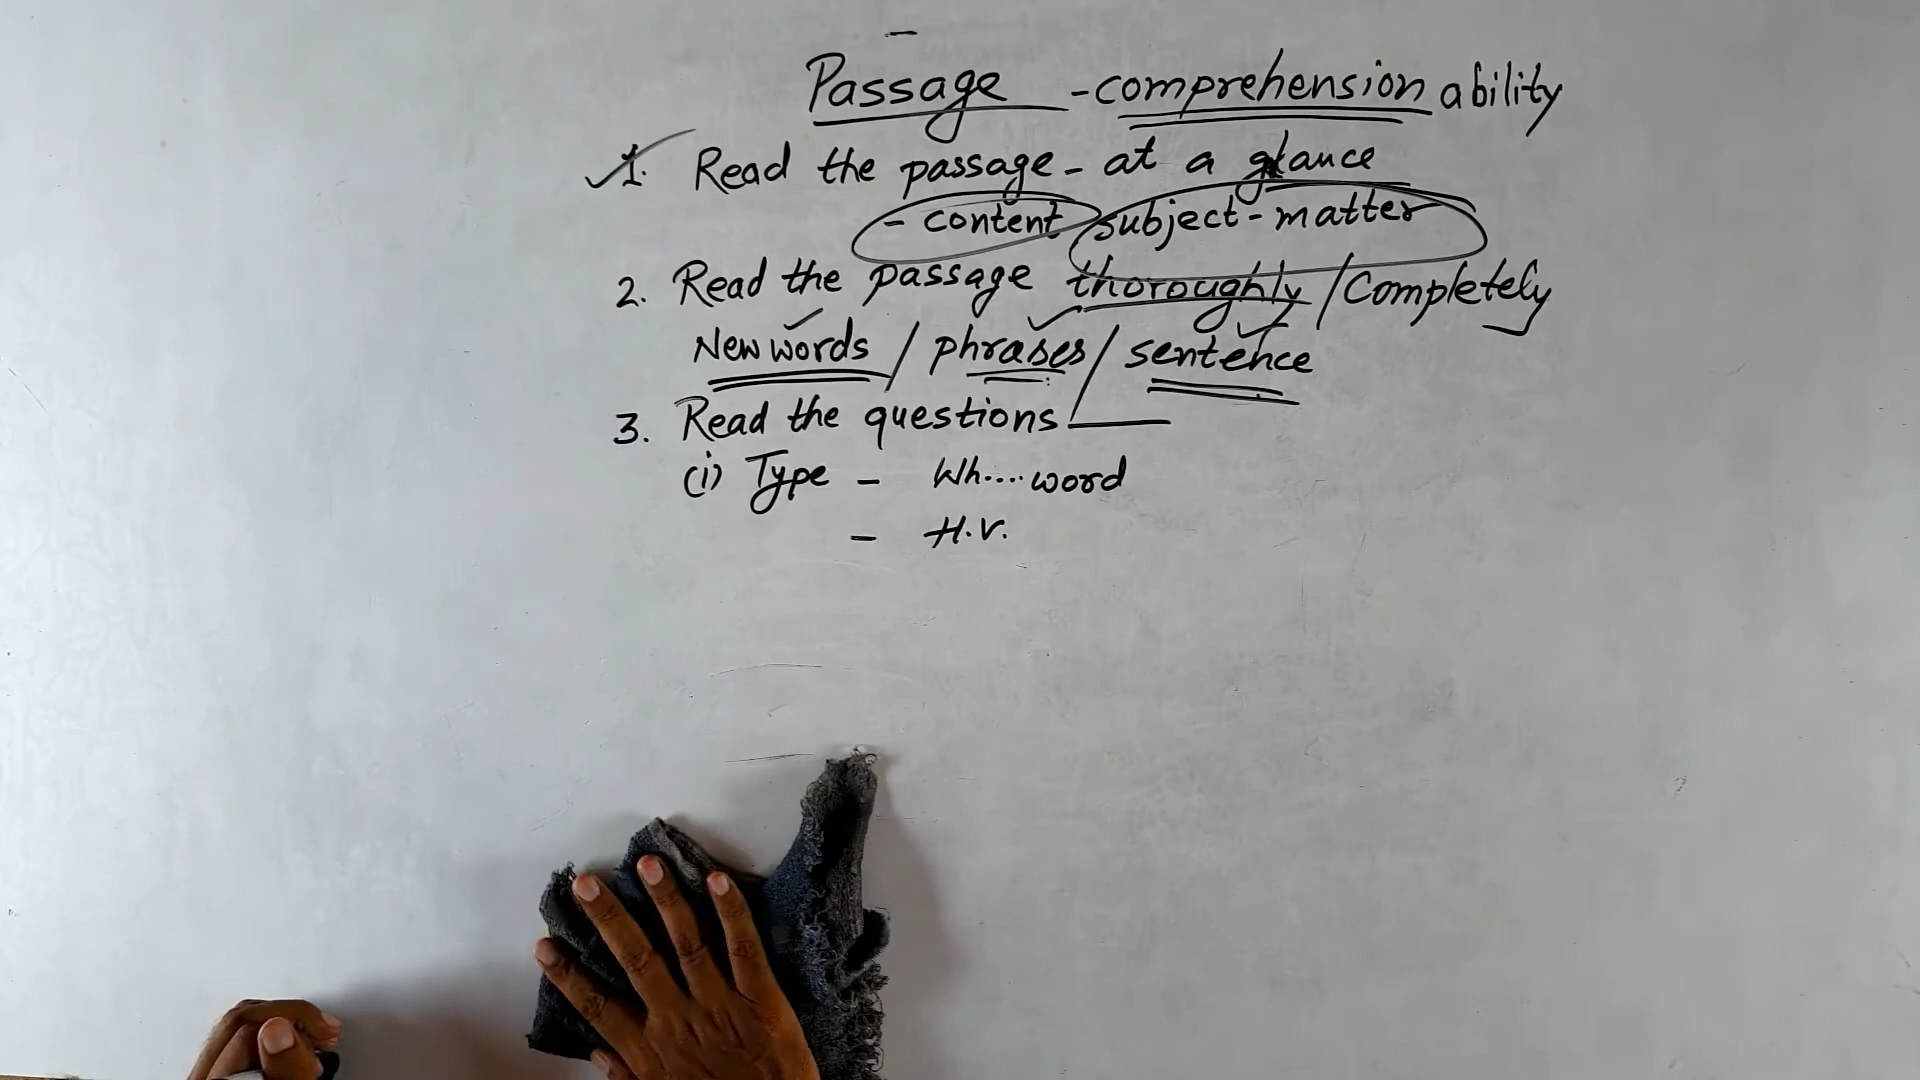 Passage - comprehension ability
1. Read the passage - at a glance
- content subject-matter
2. Read the passage thoroughly / Completely
New words / phrases / sentence
3. Read the questions
(i) Type - Wh.... word
- H.V.